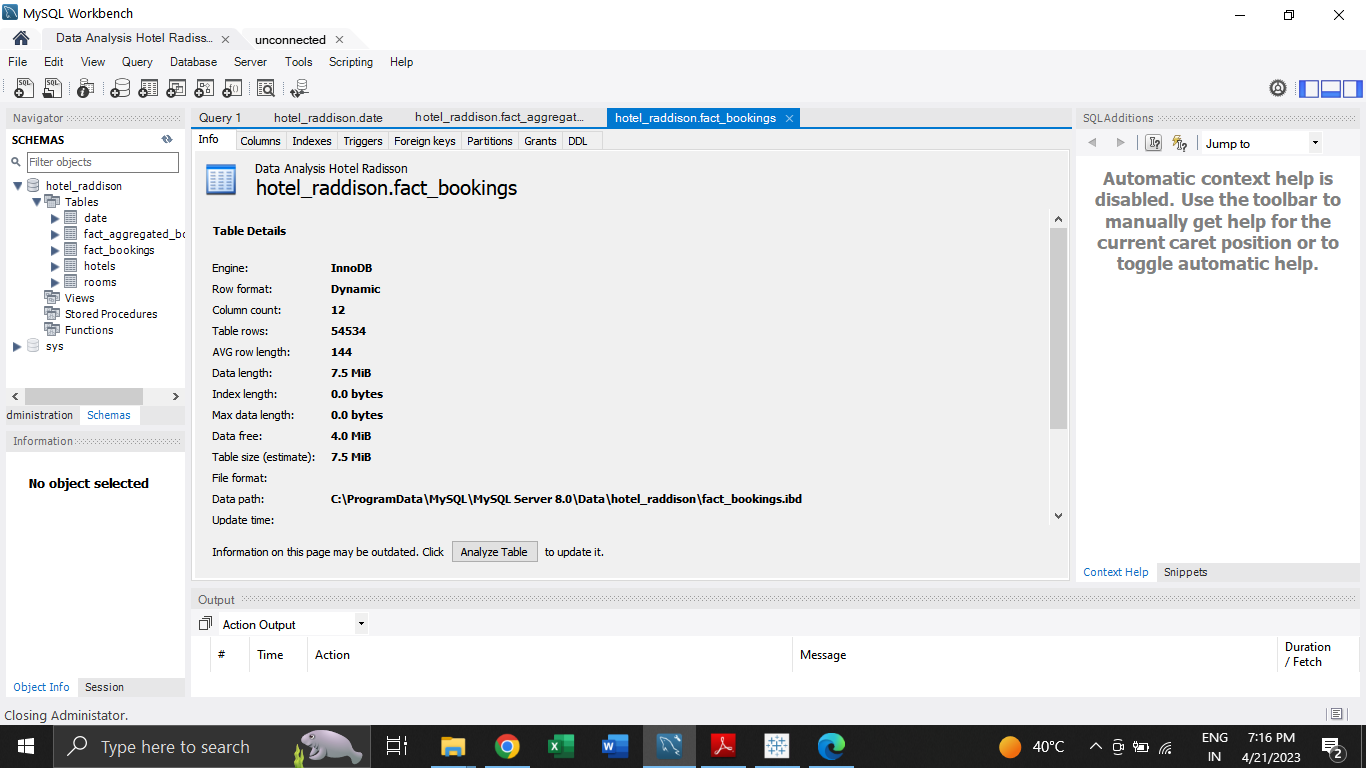 MySQL Workbench
Data Analysis Hotel Radiss...
unconnected
File Edit View Query Database Server Tools Scripting Help
Navigator
SCHEMAS
Filter objects
hotel_raddison
Tables
date
fact_aggregated_bo
fact_bookings
hotels
rooms
Views
Stored Procedures
Functions
sys
dministration Schemas
Information
No object selected
Object Info Session
Query 1 hotel_raddison.date hotel_raddison.fact_aggregat... hotel_raddison.fact_bookings
Info Columns Indexes Triggers Foreign keys Partitions Grants DDL
Data Analysis Hotel Radisson
hotel_raddison.fact_bookings
Table Details
Engine: InnoDB
Row format: Dynamic
Column count: 12
Table rows: 54534
AVG row length: 144
Data length: 7.5 MiB
Index length: 0.0 bytes
Max data length: 0.0 bytes
Data free: 4.0 MiB
Table size (estimate): 7.5 MiB
File format:
Data path: C:\ProgramData\MySQL\MySQL Server 8.0\Data\hotel_raddison\fact_bookings.ibd
Update time:
Information on this page may be outdated. Click Analyze Table to update it.
SQLAdditions
Jump to
Automatic context help is
disabled. Use the toolbar to
manually get help for the
current caret position or to
toggle automatic help.
Context Help Snippets
Output
Action Output
# Time Action Message Duration
/ Fetch
Closing Administator.
Type here to search
40°C
ENG
IN
7:16 PM
4/21/2023
2